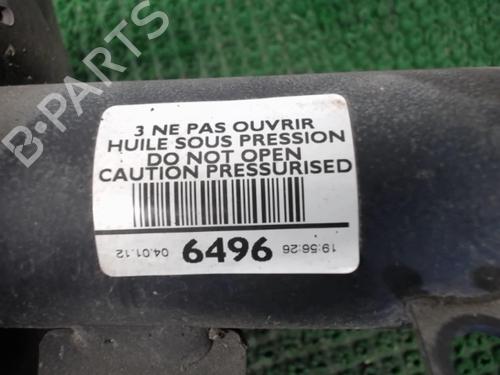 B-PARTS
3 NE PAS OUVRIR
HUILE SOUS PRESSION
DO NOT OPEN
CAUTION PRESSURISED
04.01.12 6496 19:56:26